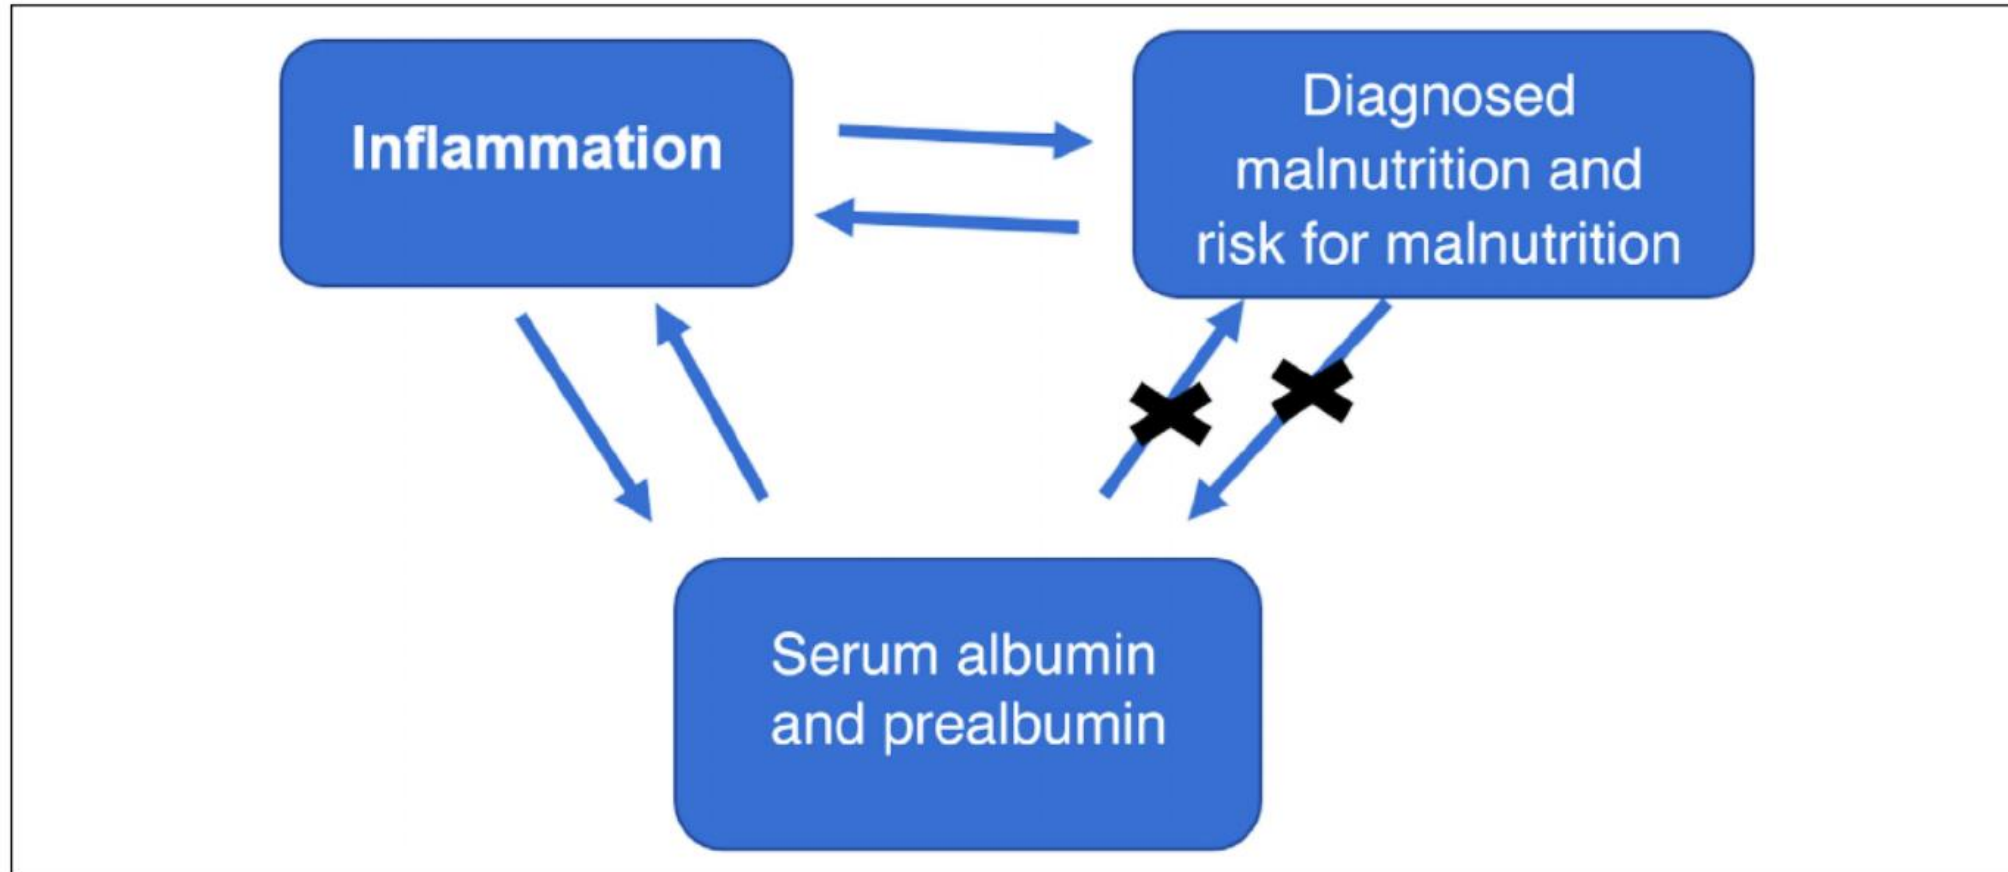 Inflammation
Diagnosed
malnutrition and
risk for malnutrition
Serum albumin
and prealbumin